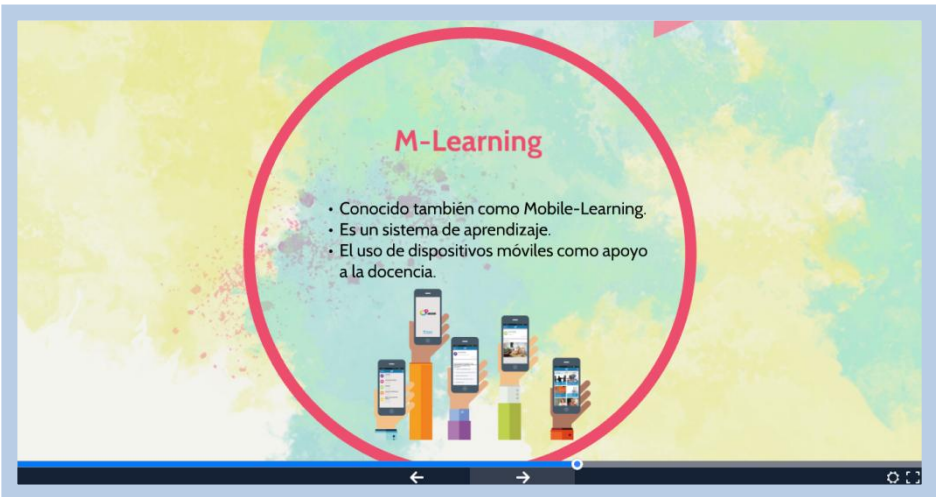 M-Learning
• Conocido también como Mobile-Learning.
• Es un sistema de aprendizaje.
• El uso de dispositivos móviles como apoyo
a la docencia.